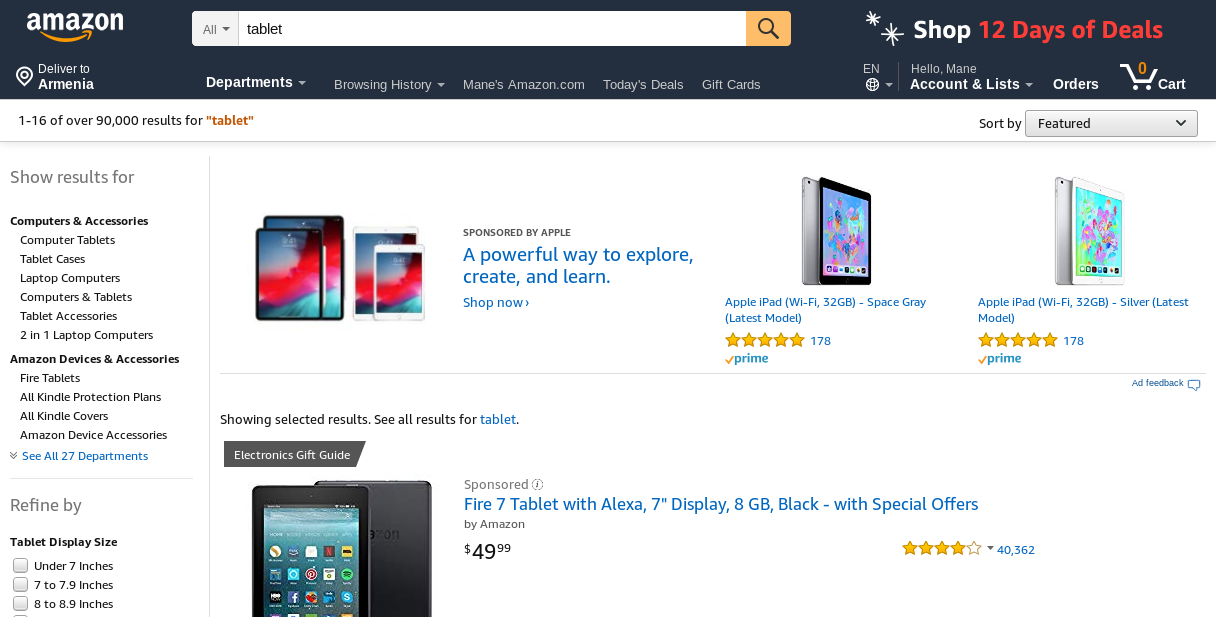 amazon
All
tablet
Shop 12 Days of Deals
Deliver to
Armenia
Departments
Browsing History
Mane's Amazon.com
Today's Deals
Gift Cards
EN
Hello, Mane
Account & Lists
Orders
0
Cart
1-16 of over 90,000 results for "tablet"
Sort by
Featured
Show results for
Computers & Accessories
Computer Tablets
Tablet Cases
Laptop Computers
Computers & Tablets
Tablet Accessories
2 in 1 Laptop Computers
Amazon Devices & Accessories
Fire Tablets
All Kindle Protection Plans
All Kindle Covers
Amazon Device Accessories
See All 27 Departments
Refine by
Tablet Display Size
Under 7 Inches
7 to 7.9 Inches
8 to 8.9 Inches
SPONSORED BY APPLE
A powerful way to explore,
create, and learn.
Shop now ›
Apple iPad (Wi-Fi, 32GB) - Space Gray
(Latest Model)
178
prime
Apple iPad (Wi-Fi, 32GB) - Silver (Latest
Model)
178
prime
Ad feedback
Showing selected results. See all results for tablet.
Electronics Gift Guide
Sponsored
Fire 7 Tablet with Alexa, 7" Display, 8 GB, Black - with Special Offers
by Amazon
$49 99
40,362